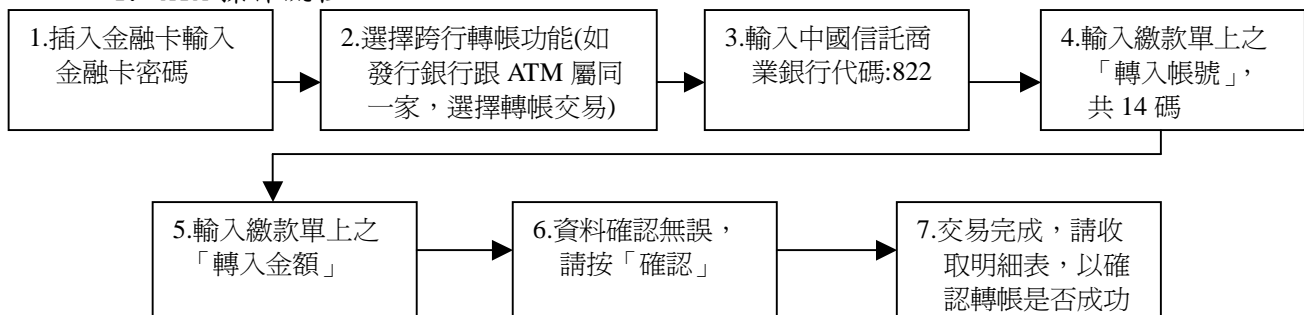 1.插入金融卡輸入
金融卡密碼
2.選擇跨行轉帳功能(如
發行銀行跟 ATM 屬同
一家，選擇轉帳交易)
3.輸入中國信託商
業銀行代碼:822
4.輸入繳款單上之
「轉入帳號」，
共 14 碼
5.輸入繳款單上之
「轉入金額」
6.資料確認無誤，
請按「確認」
7.交易完成，請收
取明細表，以確
認轉帳是否成功